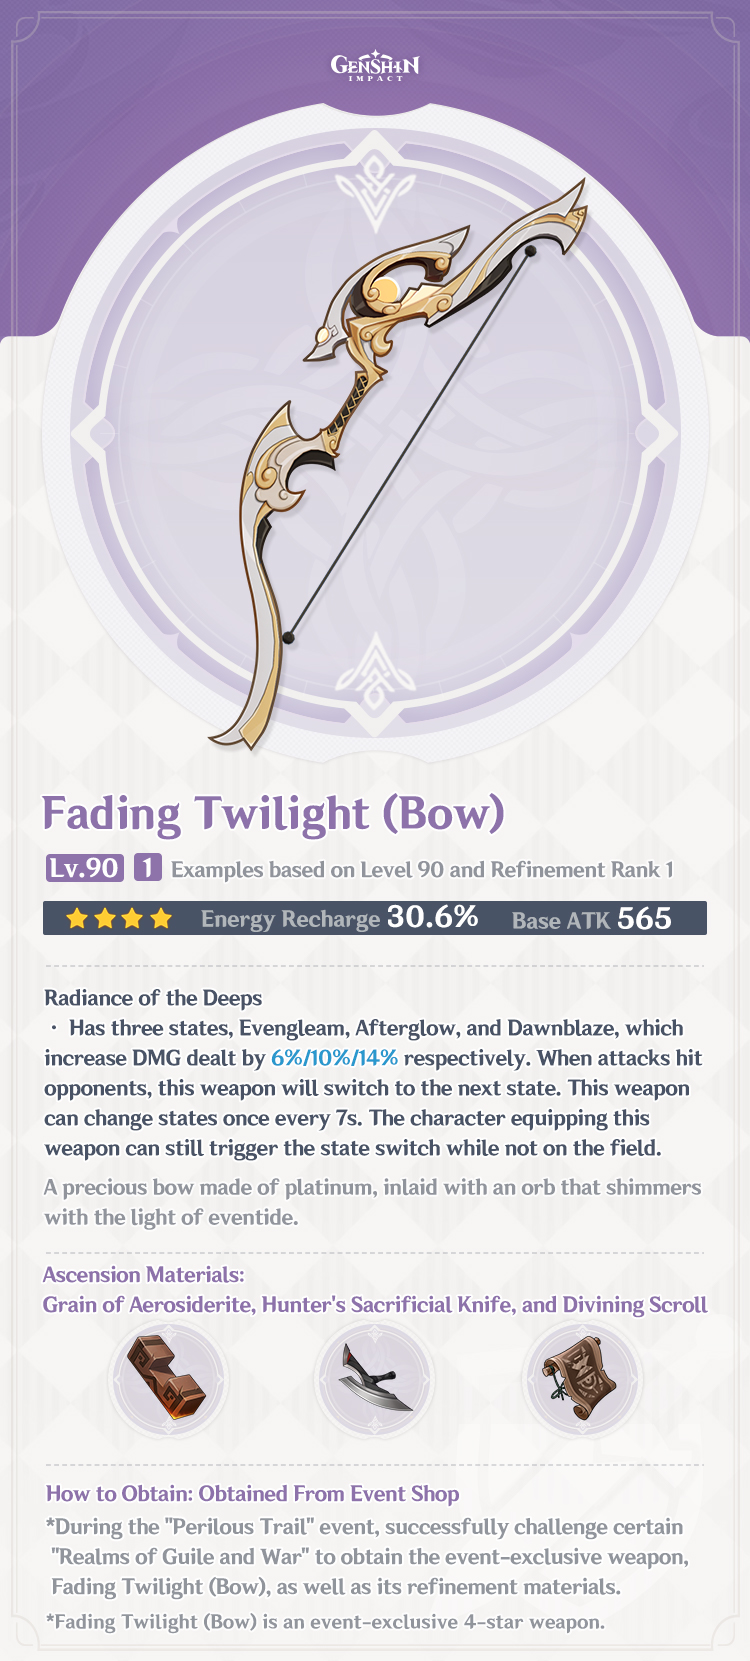 GENSHIN
IMPACT
Fading Twilight (Bow)
Lv.90 1 Examples based on Level 90 and Refinement Rank 1
Energy Recharge 30.6% Base ATK 565
Radiance of the Deeps
· Has three states, Evengleam, Afterglow, and Dawnblaze, which
increase DMG dealt by 6%/10%/14% respectively. When attacks hit
opponents, this weapon will switch to the next state. This weapon
can change states once every 7s. The character equipping this
weapon can still trigger the state switch while not on the field.
A precious bow made of platinum, inlaid with an orb that shimmers
with the light of eventide.
Ascension Materials:
Grain of Aerosiderite, Hunter's Sacrificial Knife, and Divining Scroll
How to Obtain: Obtained From Event Shop
*During the "Perilous Trail" event, successfully challenge certain
"Realms of Guile and War" to obtain the event-exclusive weapon,
Fading Twilight (Bow), as well as its refinement materials.
*Fading Twilight (Bow) is an event-exclusive 4-star weapon.